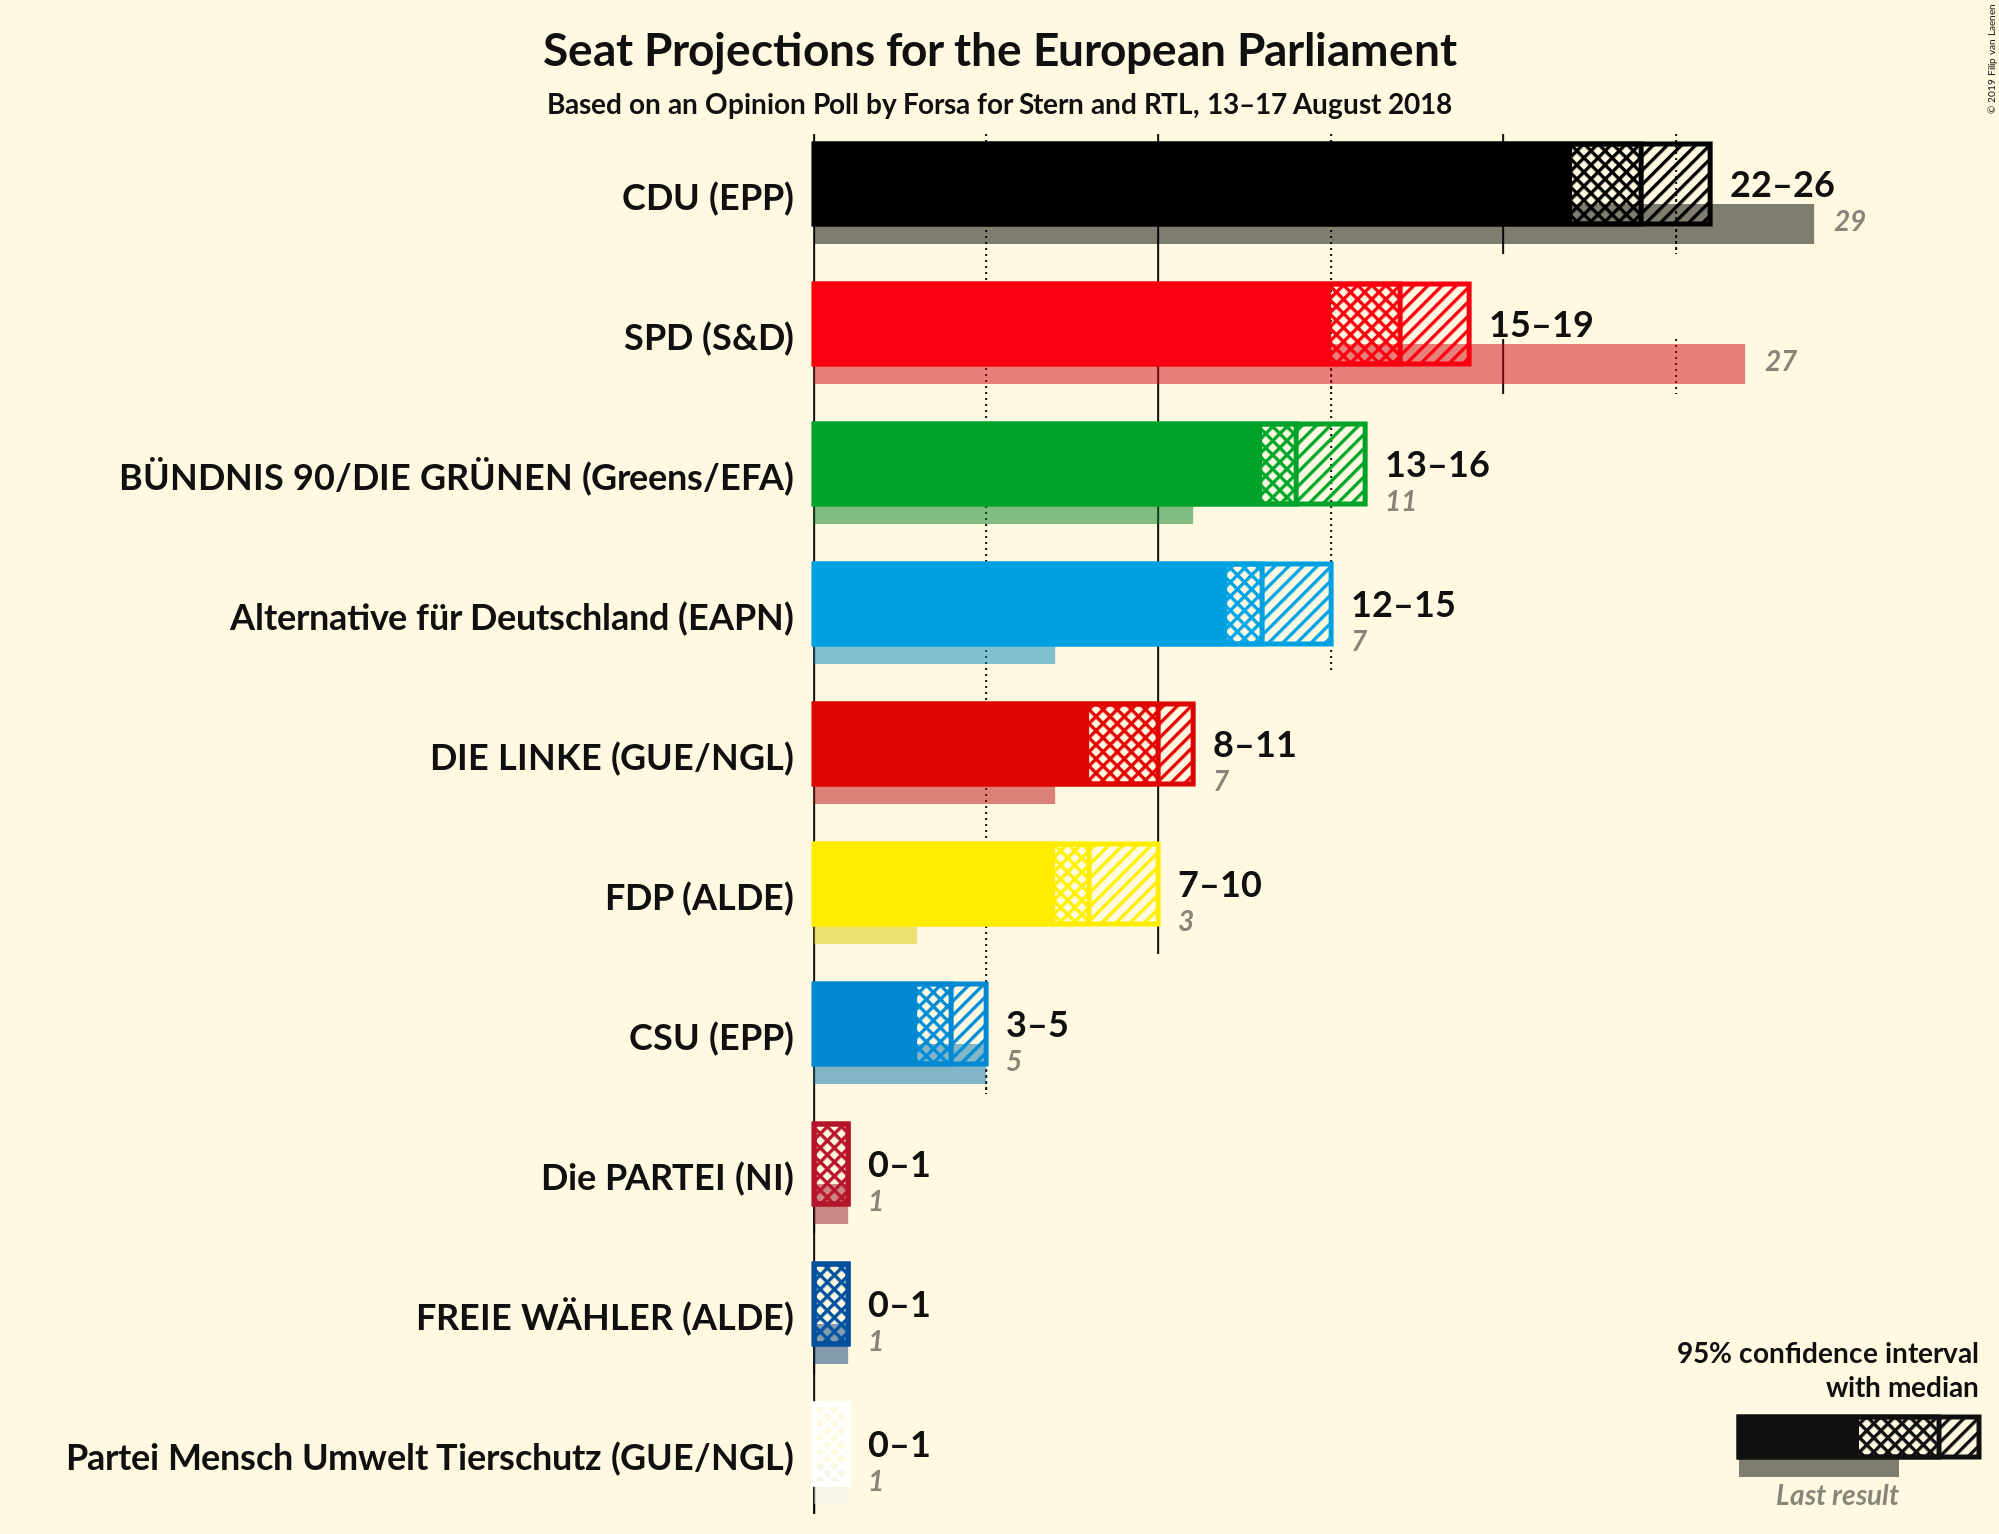 Seat Projections for the European Parliament
Based on an Opinion Poll by Forsa for Stern and RTL, 13–17 August 2018
© 2019 Filip van Laenen
CDU (EPP)
22–26
29
SPD (S&D)
15–19
27
BÜNDNIS 90/DIE GRÜNEN (Greens/EFA)
13–16
11
Alternative für Deutschland (EAPN)
12–15
7
DIE LINKE (GUE/NGL)
8–11
7
FDP (ALDE)
7–10
3
CSU (EPP)
3–5
5
Die PARTEI (NI)
0–1
1
FREIE WÄHLER (ALDE)
0–1
1
Partei Mensch Umwelt Tierschutz (GUE/NGL)
0–1
1
95% confidence interval
with median
Last result